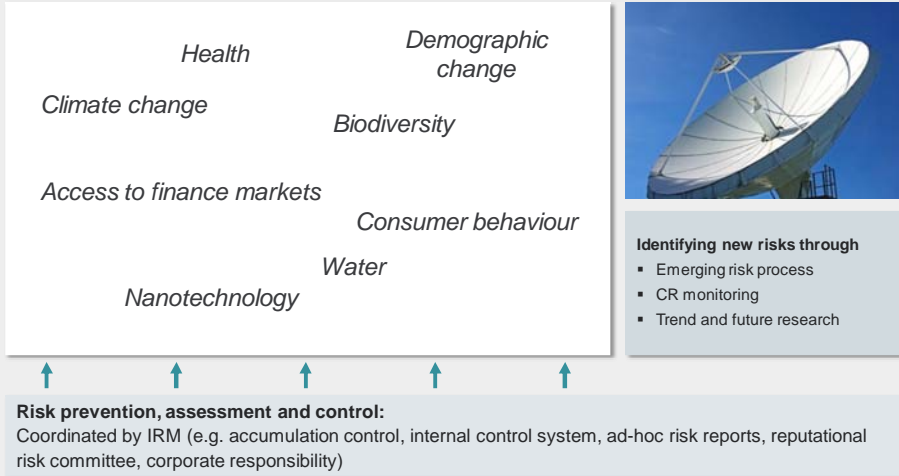 Health
Demographic
change
Climate change
Biodiversity
Access to finance markets
Consumer behaviour
Water
Nanotechnology
Identifying new risks through
▪ Emerging risk process
▪ CR monitoring
▪ Trend and future research
Risk prevention, assessment and control:
Coordinated by IRM (e.g. accumulation control, internal control system, ad-hoc risk reports, reputational
risk committee, corporate responsibility)